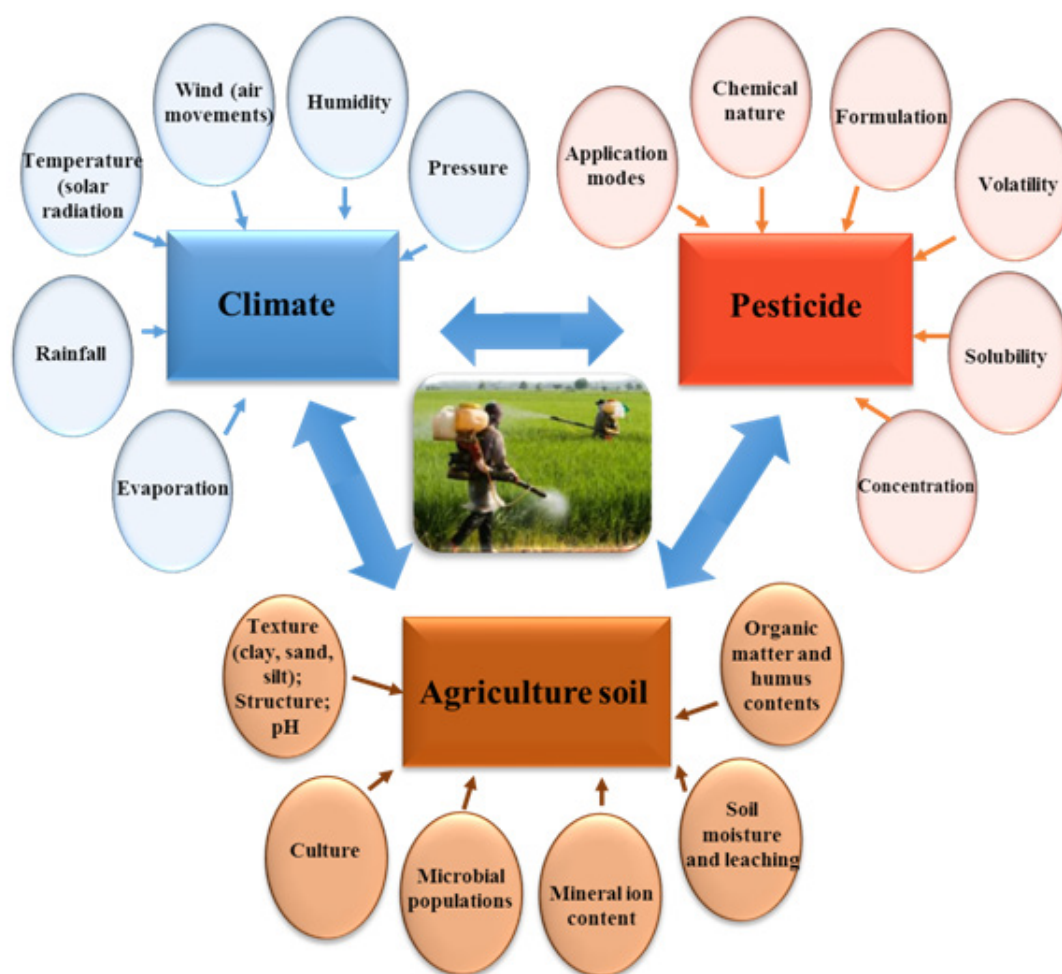 Wind (air
movements)
Humidity
Temperature
(solar
radiation
Pressure
Climate
Rainfall
Evaporation
Chemical
nature
Formulation
Application
modes
Volatility
Pesticide
Solubility
Concentration
Texture
(clay, sand,
silt);
Structure;
pH
Organic
matter and
humus
contents
Agriculture soil
Culture
Microbial
populations
Mineral ion
content
Soil
moisture
and leaching